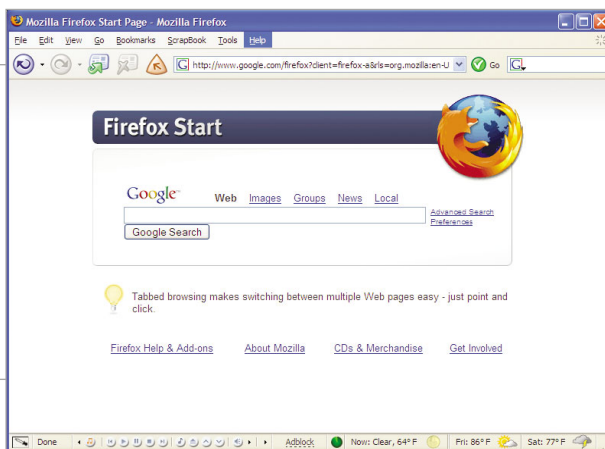 Mozilla Firefox Start Page - Mozilla Firefox
File Edit View Go Bookmarks ScrapBook Tools Help
G http://www.google.com/firefox?client=firefox-a&rls=org.mozilla:en-U Go G
Firefox Start
Google™ Web Images Groups News Local
Advanced Search
Preferences
Google Search
Tabbed browsing makes switching between multiple Web pages easy - just point and
click.
Firefox Help & Add-ons About Mozilla CDs & Merchandise Get Involved
Done Adblock Now: Clear, 64° F Fri: 86° F Sat: 77° F